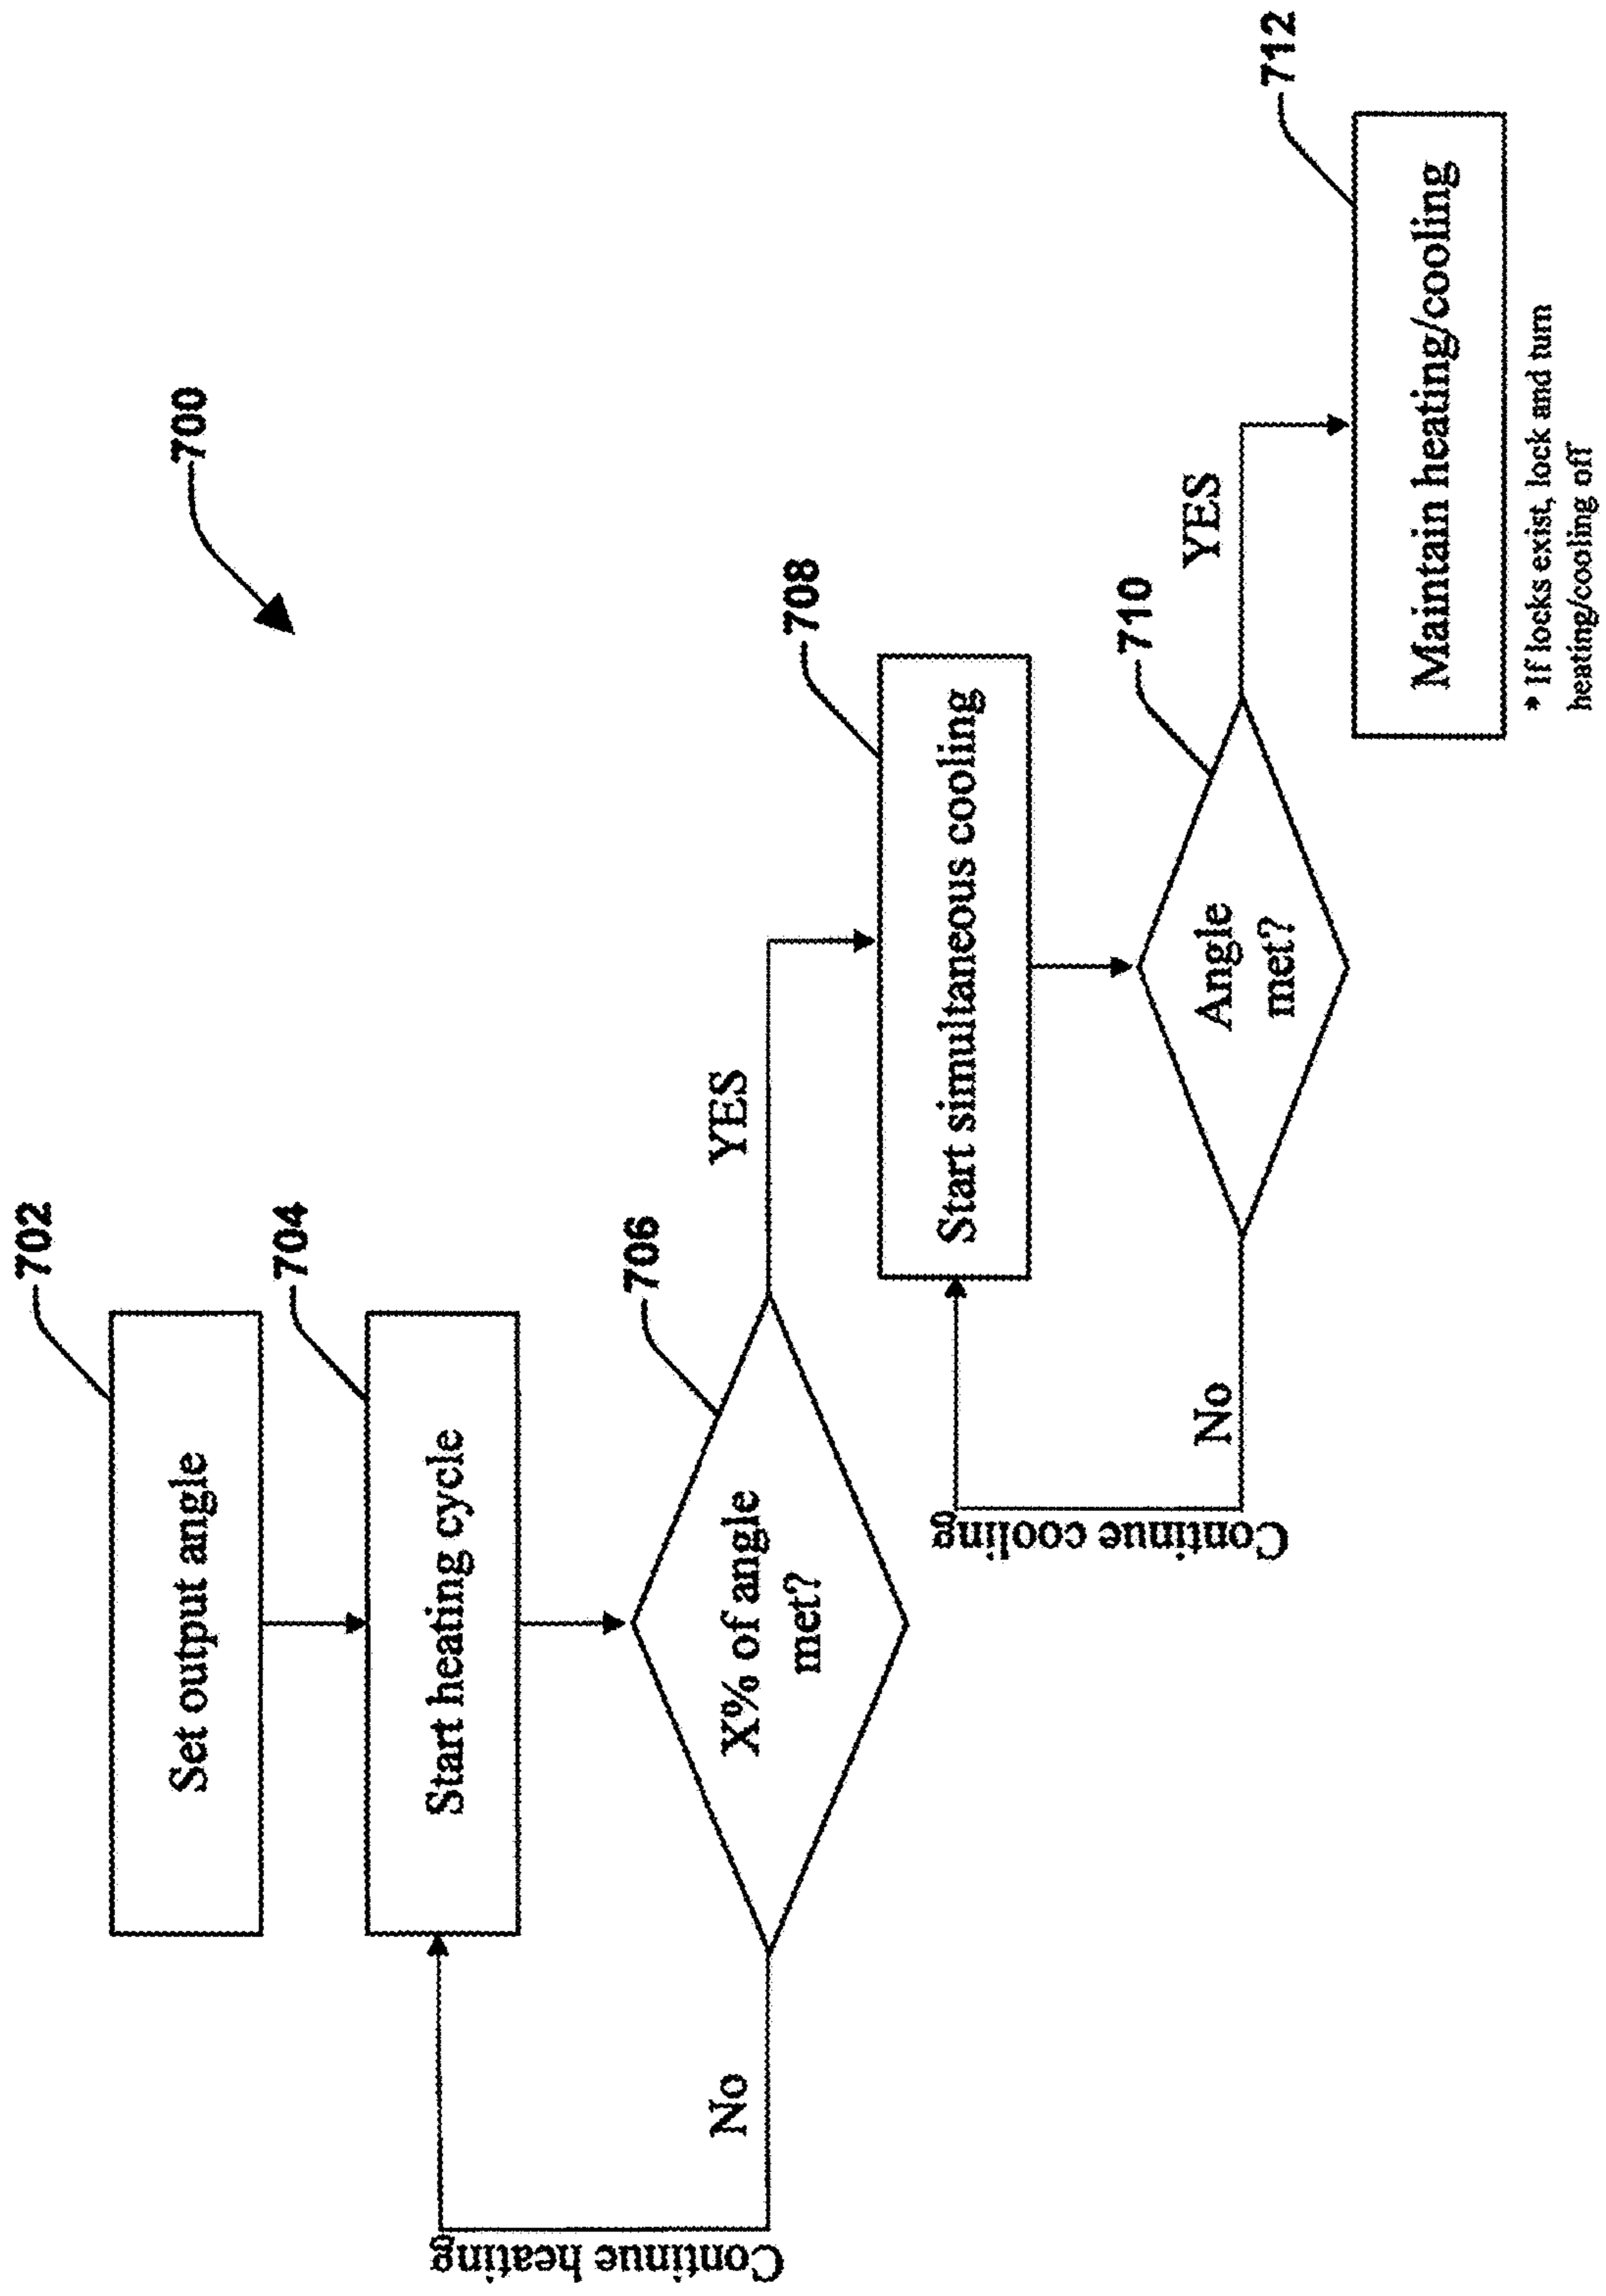 700
702
Set output angle
704
Start heating cycle
Continue heating
706
X% of angle
met?
No
YES
708
Start simultaneous cooling
Continue cooling
710
Angle
met?
No
YES
712
Maintain heating/cooling
* If locks exist, lock and turn
heating/cooling off